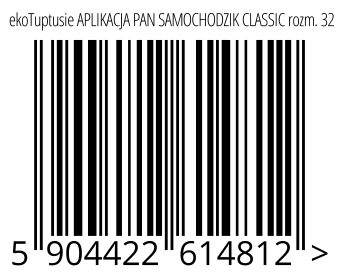 ekoTuptusie APLIKACJA PAN SAMOCHODZIK CLASSIC rozm. 32
5 904422 614812 >